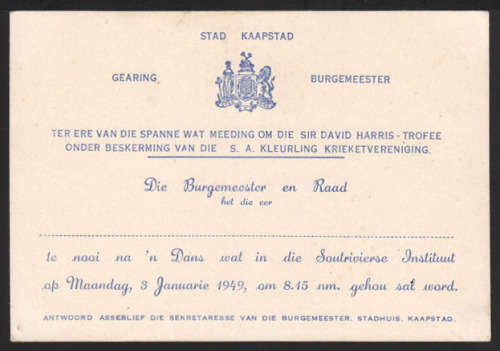 STAD KAAPSTAD
GEARING BURGEMEESTER
TER ERE VAN DIE SPANNE WAT MEEDING OM DIE SIR DAVID HARRIS-TROFEE
ONDER BESKERMING VAN DIE S. A. KLEURLING KRIEKETVERENIGING.
Die Burgemeester en Raad
het die eer
te nooi na 'n Dans wat in die Soutrivierse Instituut
op Maandag, 3 Januarie 1949, om 8.15 nm. gehou sal word.
ANTWOORD ASSEBLIEF DIE SEKRETARESSE VAN DIE BURGEMEESTER, STADHUIS, KAAPSTAD.